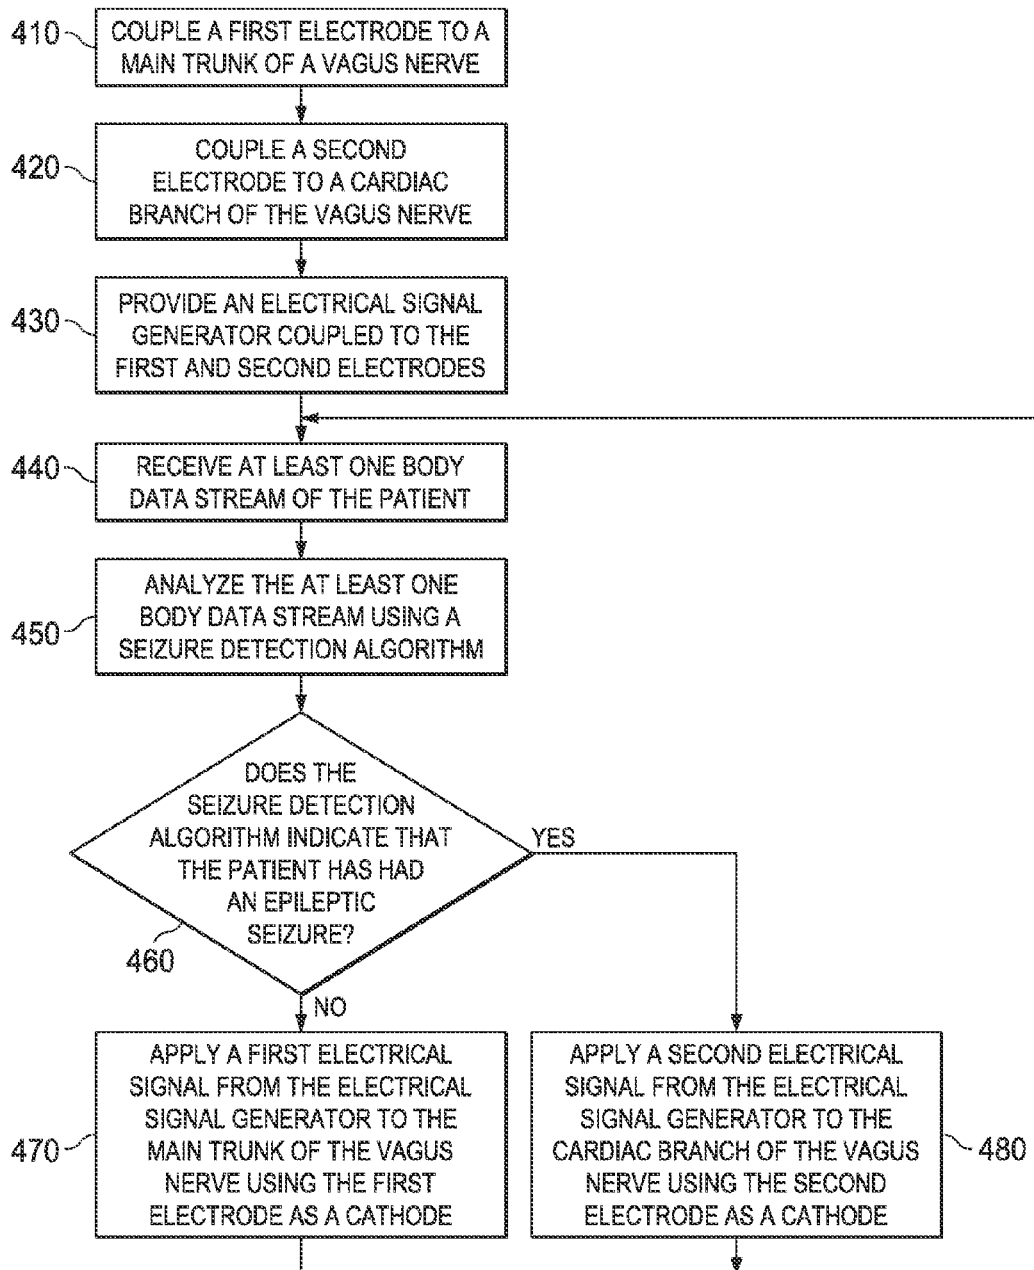 410
COUPLE A FIRST ELECTRODE TO A
MAIN TRUNK OF A VAGUS NERVE
420
COUPLE A SECOND
ELECTRODE TO A CARDIAC
BRANCH OF THE VAGUS NERVE
430
PROVIDE AN ELECTRICAL SIGNAL
GENERATOR COUPLED TO THE
FIRST AND SECOND ELECTRODES
440
RECEIVE AT LEAST ONE BODY
DATA STREAM OF THE PATIENT
450
ANALYZE THE AT LEAST ONE
BODY DATA STREAM USING A
SEIZURE DETECTION ALGORITHM
DOES THE
SEIZURE DETECTION
ALGORITHM INDICATE THAT
THE PATIENT HAS HAD
AN EPILEPTIC
SEIZURE?
460
YES
NO
470
APPLY A FIRST ELECTRICAL
SIGNAL FROM THE ELECTRICAL
SIGNAL GENERATOR TO THE
MAIN TRUNK OF THE VAGUS
NERVE USING THE FIRST
ELECTRODE AS A CATHODE
APPLY A SECOND ELECTRICAL
SIGNAL FROM THE ELECTRICAL
SIGNAL GENERATOR TO THE
CARDIAC BRANCH OF THE VAGUS
NERVE USING THE SECOND
ELECTRODE AS A CATHODE
480